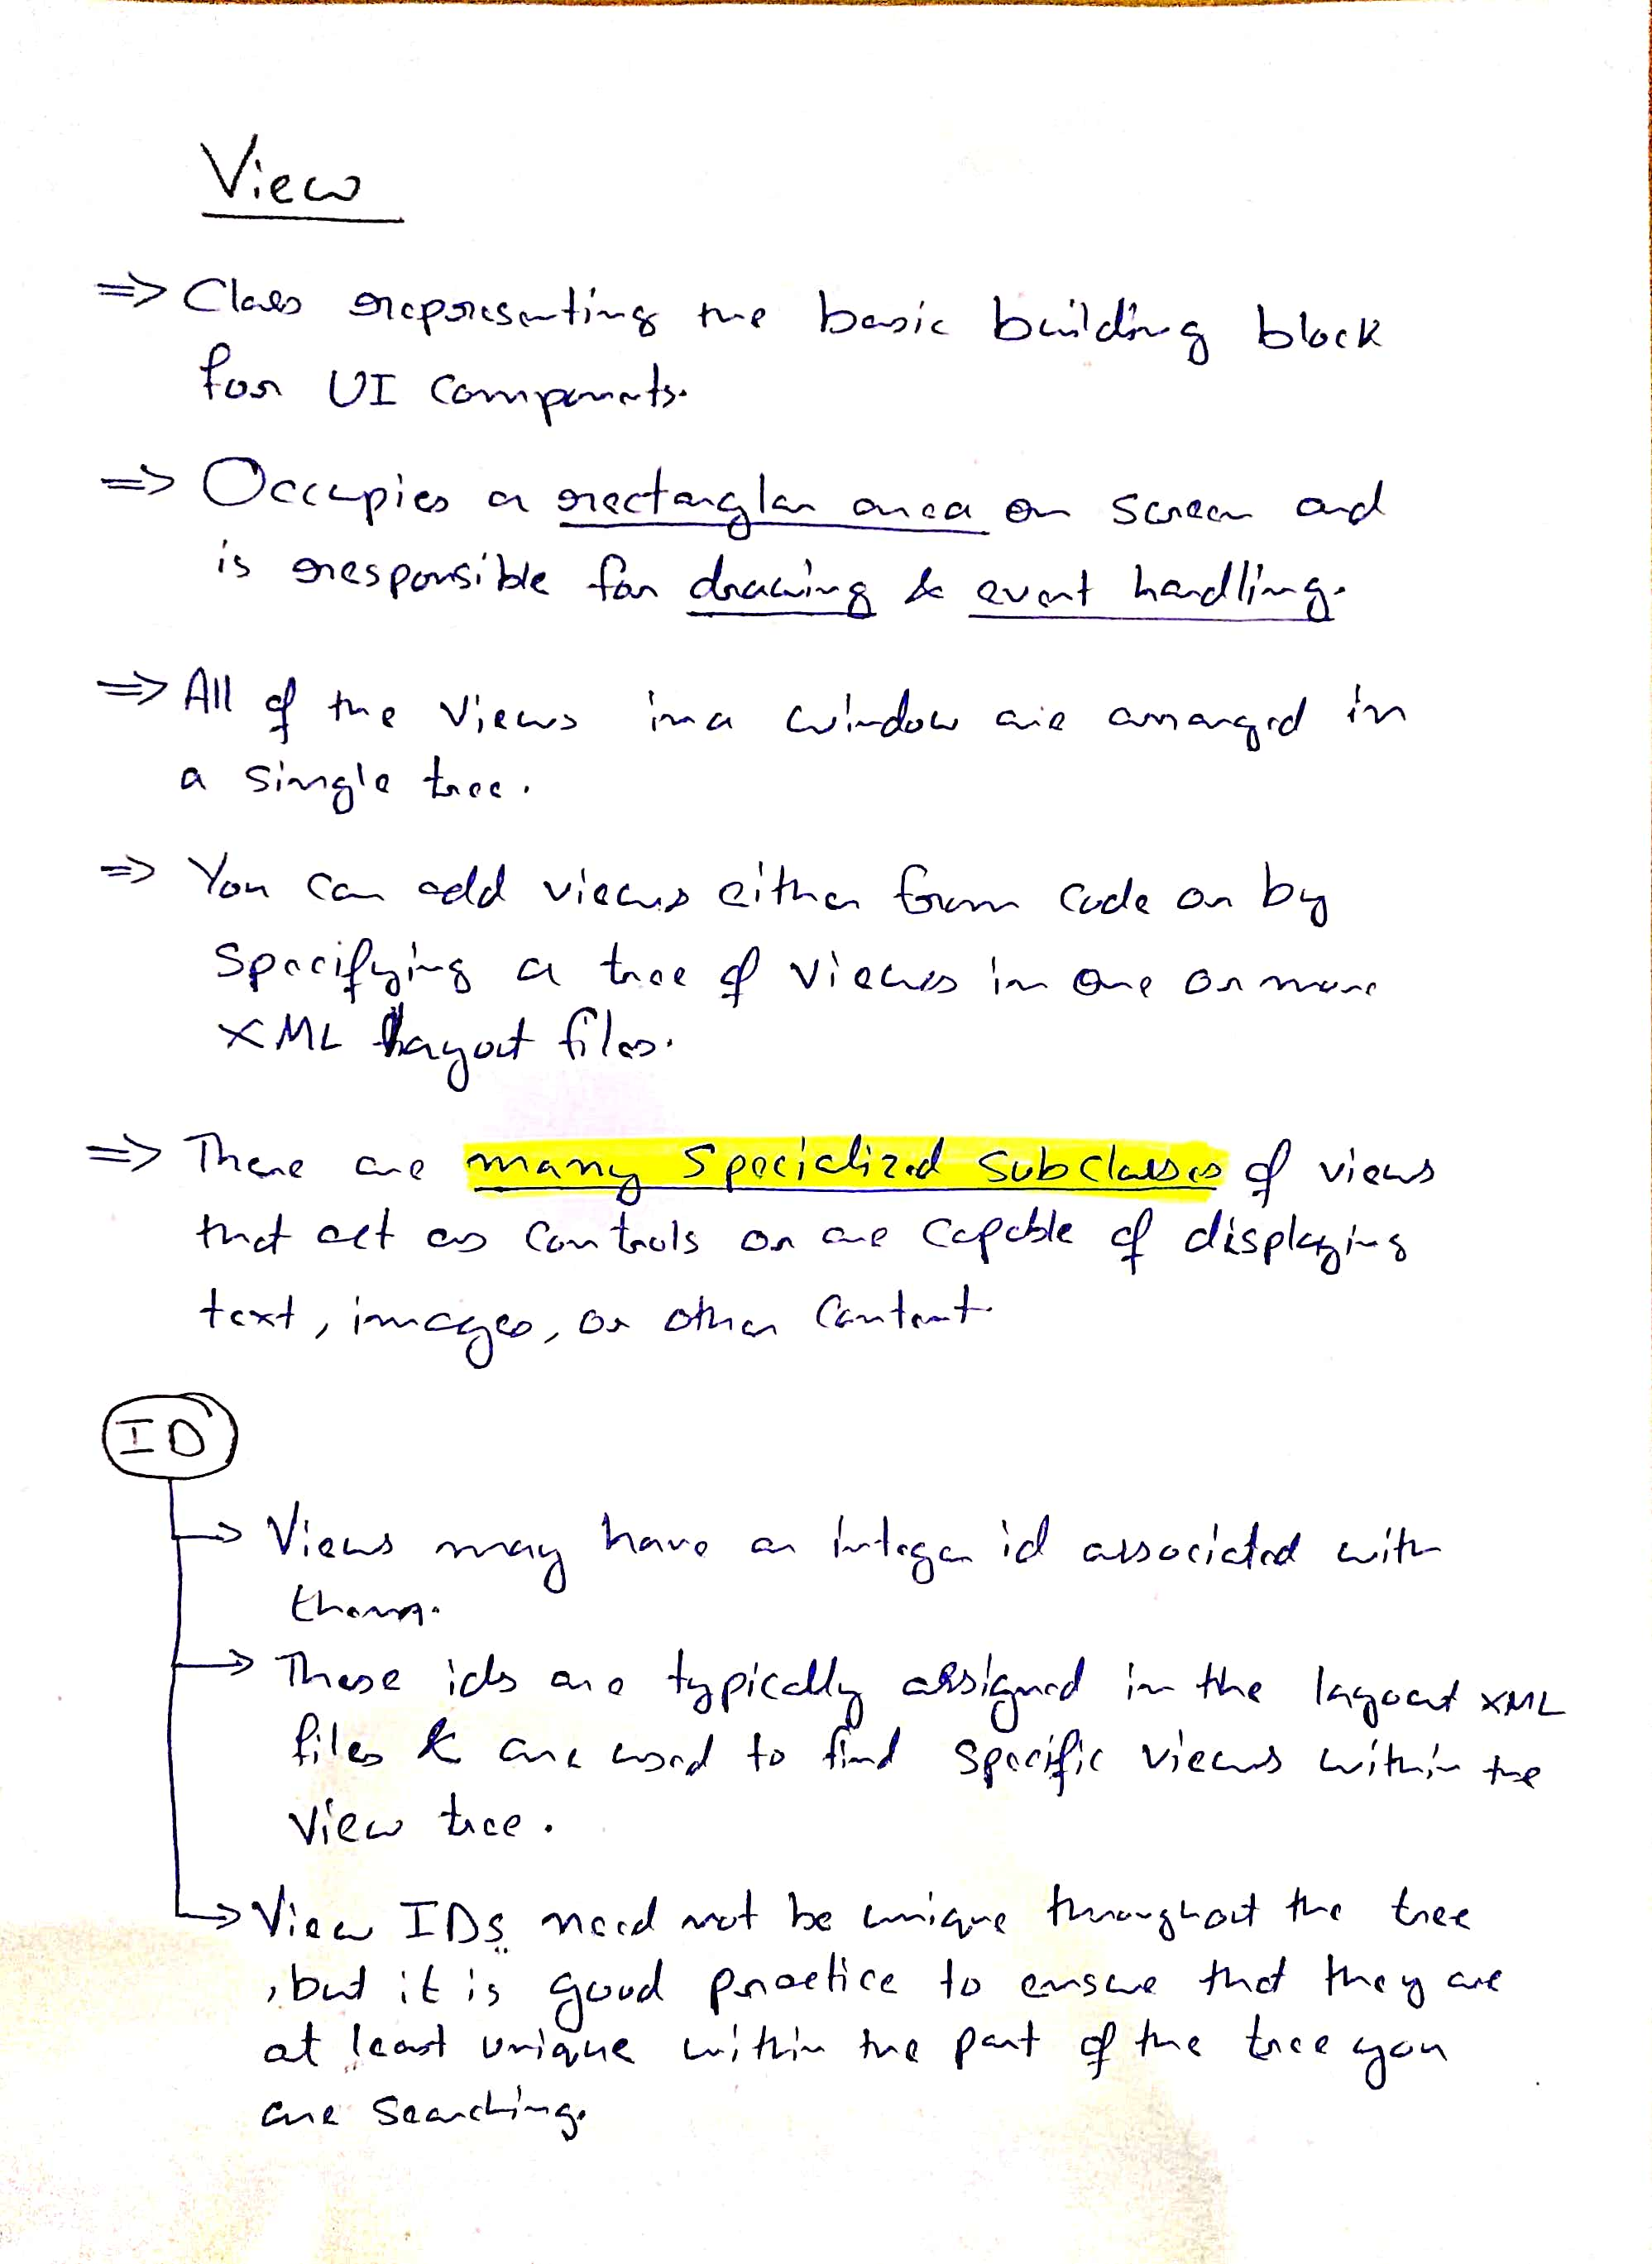 View
=> Class representing the basic building block
for UI components.
=> Occupies a rectanglar area on screen and
is responsible for drawing & event handling.
=> All of the views in a window are arranged in
a single tree.
=> You can add views either from code or by
specifying a tree of views in one or more
XML layout files.
=> There are many specialized subclasses of views
that act as controls or are capable of displaying
text, images, or other content.
ID
→ Views may have an integer id associated with
them.
→ These ids are typically assigned in the layout XML
files & are used to find specific views within the
view tree.
→ View IDs need not be unique throughout the tree
, but it is good practice to ensure that they are
at least unique within the part of the tree you
are searching.